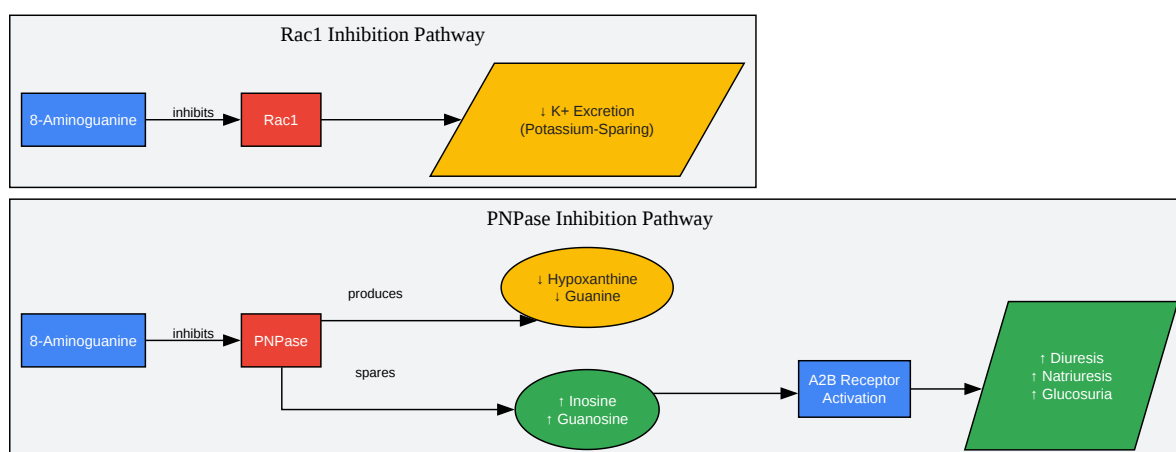 Rac1 Inhibition Pathway
8-Aminoguanine
inhibits
Rac1
↓ K+ Excretion
(Potassium-Sparing)
PNPase Inhibition Pathway
8-Aminoguanine
inhibits
PNPase
produces
↓ Hypoxanthine
↓ Guanine
spares
↑ Inosine
↑ Guanosine
A2B Receptor
Activation
↑ Diuresis
↑ Natriuresis
↑ Glucosuria